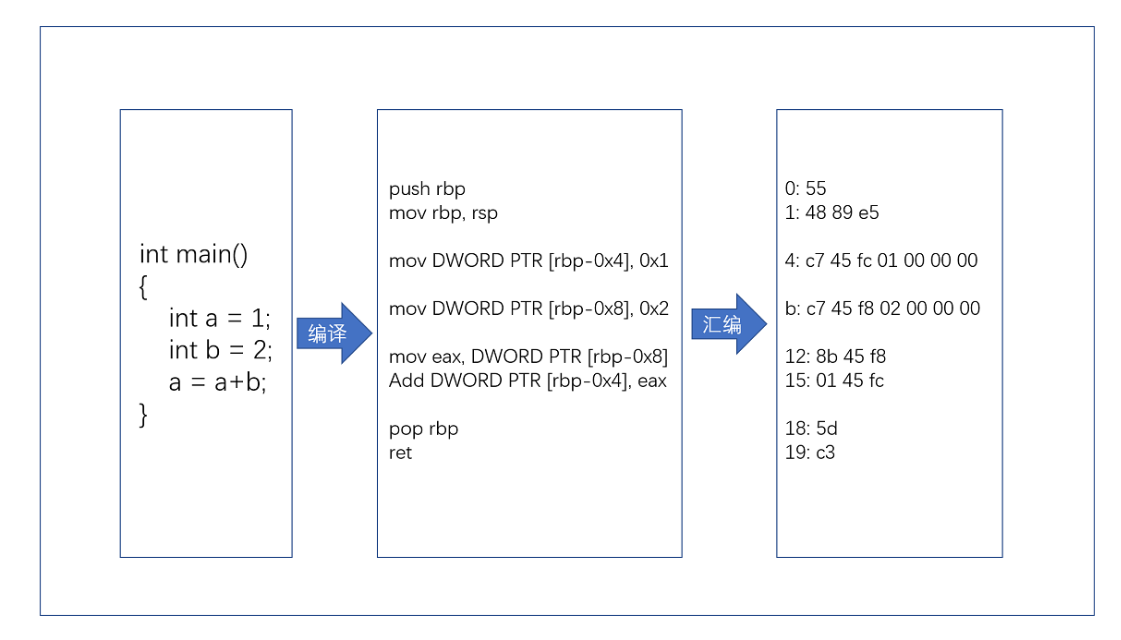 int main()
{
int a = 1;
int b = 2;
a = a+b;
}
编译
push rbp
mov rbp, rsp
mov DWORD PTR [rbp-0x4], 0x1
mov DWORD PTR [rbp-0x8], 0x2
mov eax, DWORD PTR [rbp-0x8]
Add DWORD PTR [rbp-0x4], eax
pop rbp
ret
汇编
0: 55
1: 48 89 e5
4: c7 45 fc 01 00 00 00
b: c7 45 f8 02 00 00 00
12: 8b 45 f8
15: 01 45 fc
18: 5d
19: c3